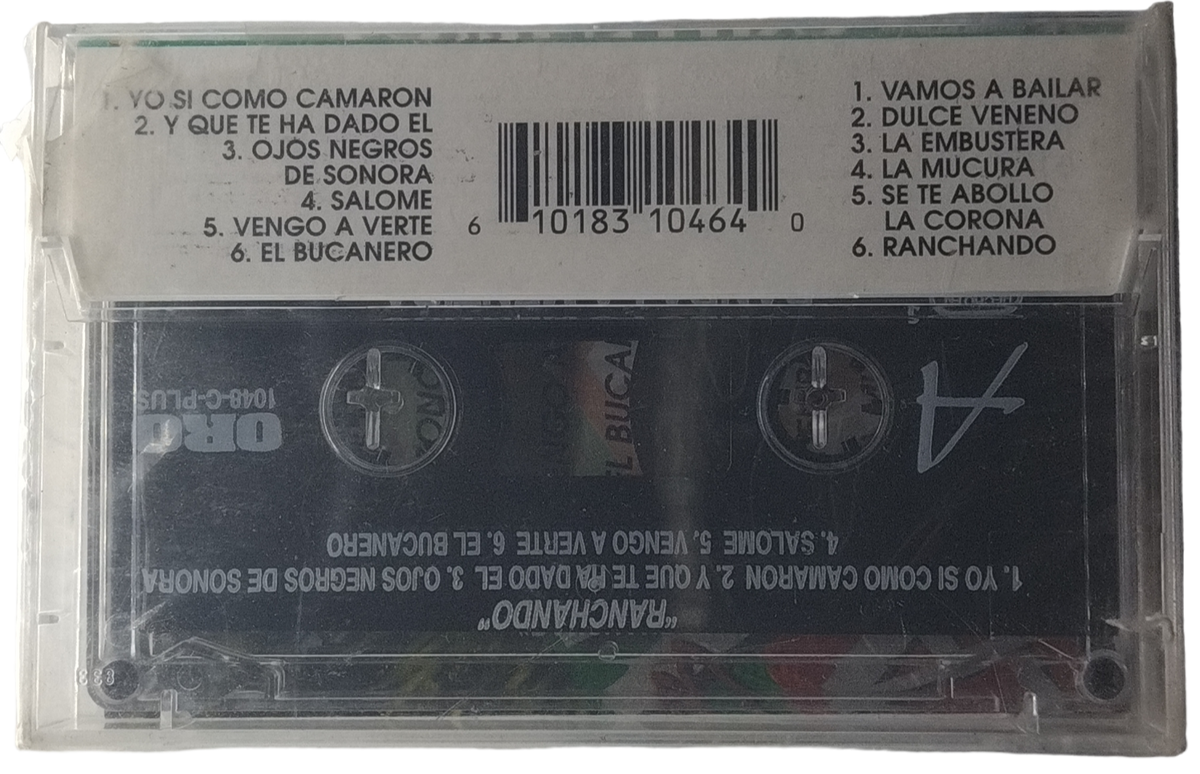 1. YO SI COMO CAMARON
2. Y QUE TE HA DADO EL
3. OJOS NEGROS
DE SONORA
4. SALOME
5. VENGO A VERTE
6. EL BUCANERO
6 10183 10464 0
1. VAMOS A BAILAR
2. DULCE VENENO
3. LA EMBUSTERA
4. LA MUCURA
5. SE TE ABOLLO
LA CORONA
6. RANCHANDO
A
ORO
1048-C-PLUS
EL BUCA
"RANCHANDO"
1. YO SI COMO CAMARON 2. Y QUE TE HA DADO EL 3. OJOS NEGROS DE SONORA
4. SALOME 5. VENGO A VERTE 6. EL BUCANERO